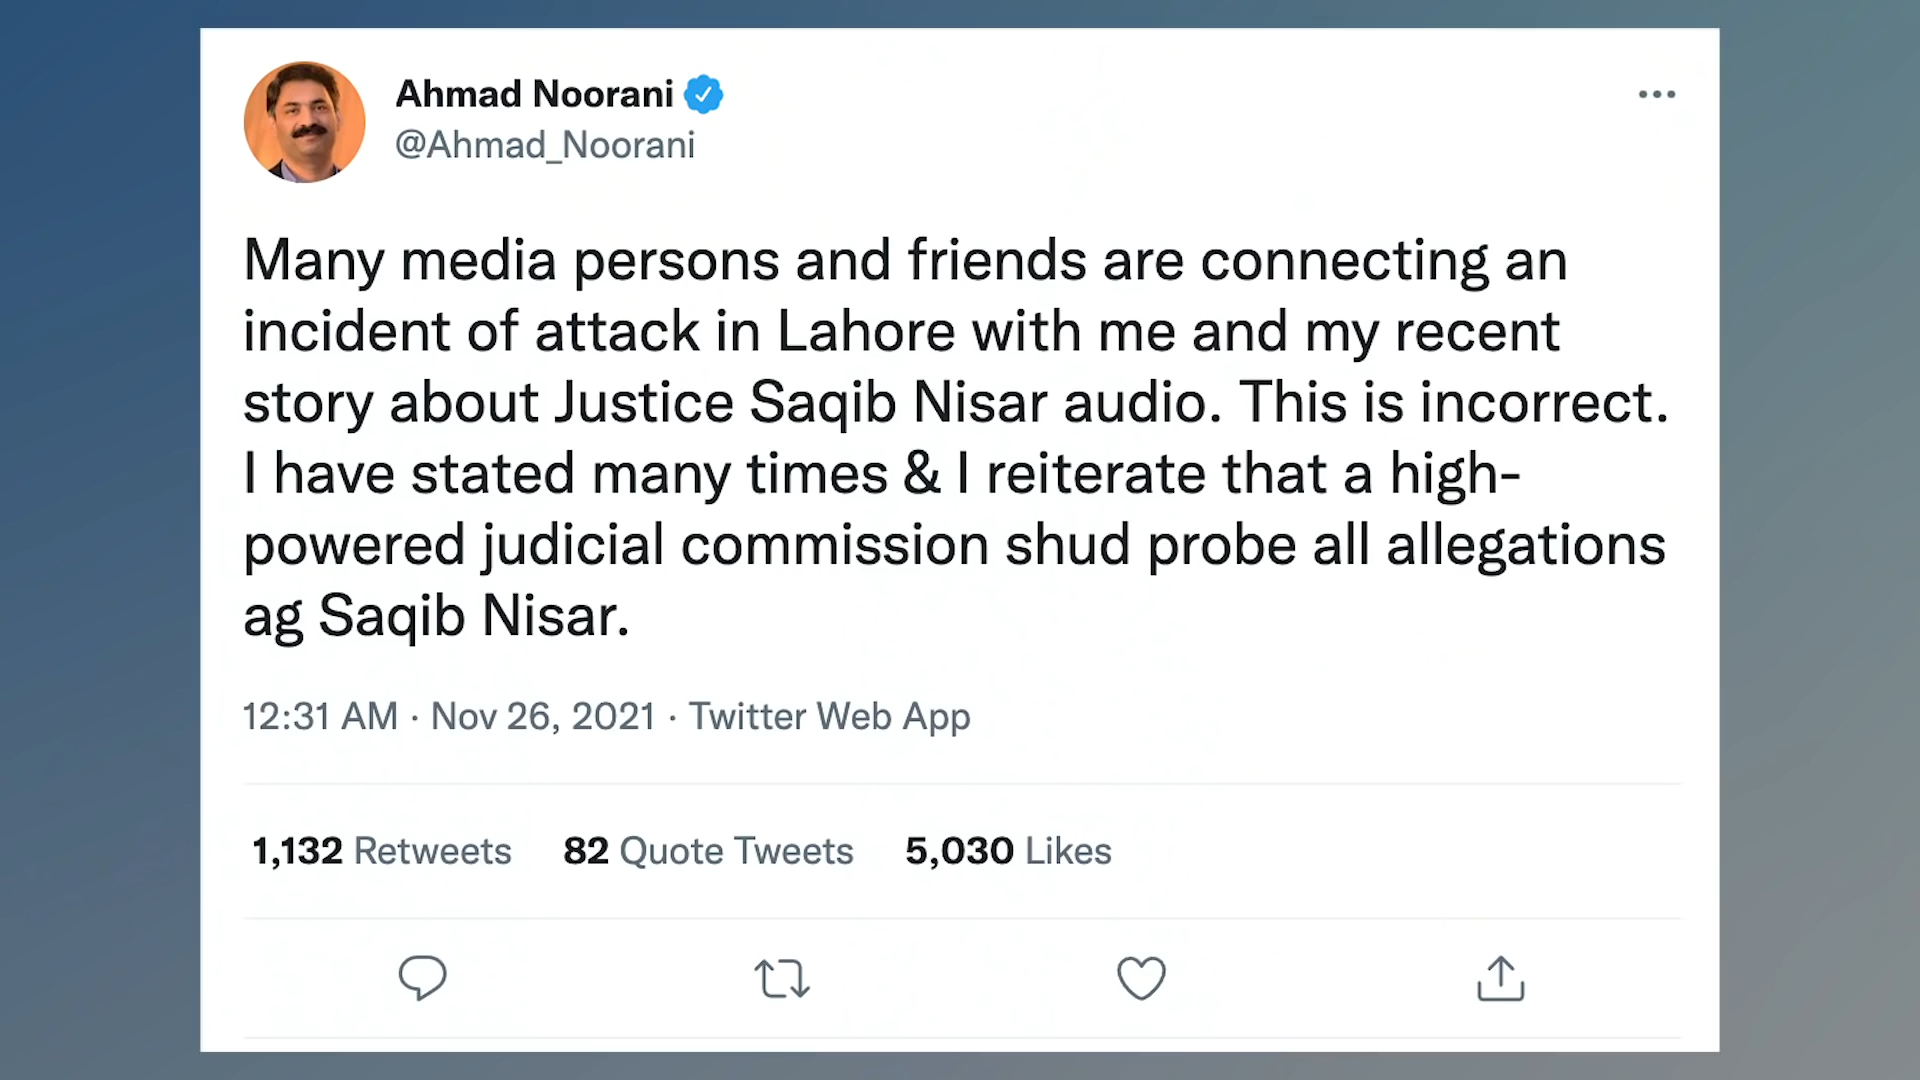 Ahmad Noorani
@Ahmad_Noorani
Many media persons and friends are connecting an
incident of attack in Lahore with me and my recent
story about Justice Saqib Nisar audio. This is incorrect.
I have stated many times & I reiterate that a high-
powered judicial commission shud probe all allegations
ag Saqib Nisar.
12:31 AM · Nov 26, 2021 · Twitter Web App
1,132 Retweets 82 Quote Tweets 5,030 Likes